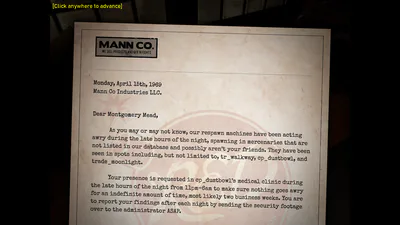 [Click anywhere to advance]
MANN CO.
Monday, April 15th, 1969
Mann Co Industries LLC.
Dear Montgomery Mead,
As you may or may not know, our respawn machines have been acting
awry during the late hours of the night, spawning in mercenaries that are
not listed in our database and possibly aren't your friends. They have been
seen in spots including, but not limited to, tr_walkway, cp_dustbowl, and
trade_moonlight.
Your presence is requested in cp_dustbowl's medical clinic during
the late hours of the night from 11pm-6am to make sure nothing goes awry
for an indefinite amount of time, most likely two business weeks. You are
to report your findings after each night by sending the security footage
over to the administrator ASAP.